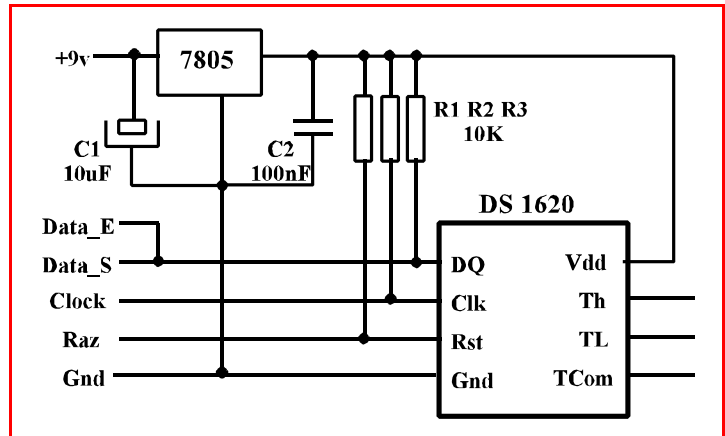 +9v
7805
C1
10uF
C2
100nF
R1 R2 R3
10K
DS 1620
Data_E
Data_S
Clock
Raz
Gnd
DQ
Clk
Rst
Gnd
Vdd
Th
TL
TCom